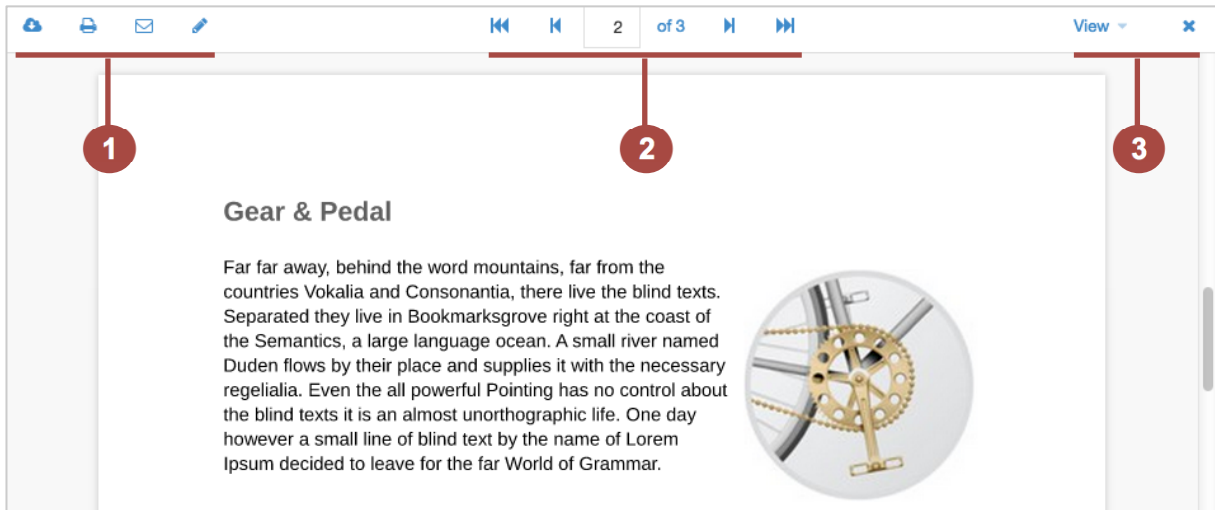 2 of 3 View
1 2 3
Gear & Pedal
Far far away, behind the word mountains, far from the
countries Vokalia and Consonantia, there live the blind texts.
Separated they live in Bookmarksgrove right at the coast of
the Semantics, a large language ocean. A small river named
Duden flows by their place and supplies it with the necessary
regelialia. Even the all powerful Pointing has no control about
the blind texts it is an almost unorthographic life. One day
however a small line of blind text by the name of Lorem
Ipsum decided to leave for the far World of Grammar.